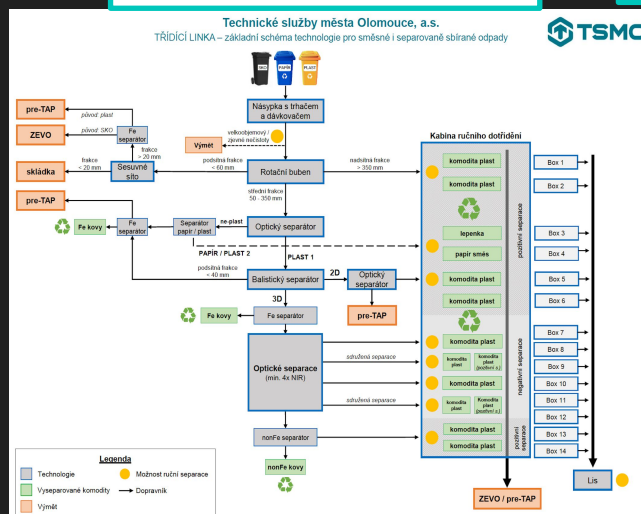 Technické služby města Olomouce, a.s.
TŘÍDÍCÍ LINKA – základní schéma technologie pro směsné i separovaně sbírané odpady
TSMO
SKO
PAPÍR
PLAST
Násypka s trhačem
a dávkovačem
velkoobjemový /
zjevné nečistoty
Výmět
Kabina ručního dotřídění
pre-TAP
původ plast
ZEVO
původ SKO
Fe
separátor
frakce
> 20 mm
skládka
frakce
< 20 mm
Sesuvné
síto
podsítná frakce
< 60 mm
Rotační buben
nadsítná frakce
> 350 mm
střední frakce
50 - 350 mm
pre-TAP
Fe kovy
Fe
separátor
Separátor
papír / plast
ne-plast
Optický separátor
PAPÍR / PLAST 2
PLAST 1
podsítná frakce
< 40 mm
Balistický separátor
2D
Optický
separátor
3D
pre-TAP
Fe kovy
Fe separátor
Optické separace
(min. 4x NIR)
sdružená separace
sdružená separace
nonFe separátor
nonFe kovy
komodita plast
komodita plast
lepenka
papír směs
komodita plast
komodita plast
komodita plast
komodita
plast
komodita
plast
(pozitivní s.)
komodita plast
komodita
plast
Komodita
plast
(pozitivní s.)
komodita plast
komodita plast
pozitivní separace
negativní separace
pozitivní
separace
Box 1
Box 2
Box 3
Box 4
Box 5
Box 6
Box 7
Box 8
Box 9
Box 10
Box 11
Box 12
Box 13
Box 14
ZEVO / pre-TAP
Lis
Legenda
Technologie
Možnost ruční separace
Vyseparované komodity
Dopravník
Výmět